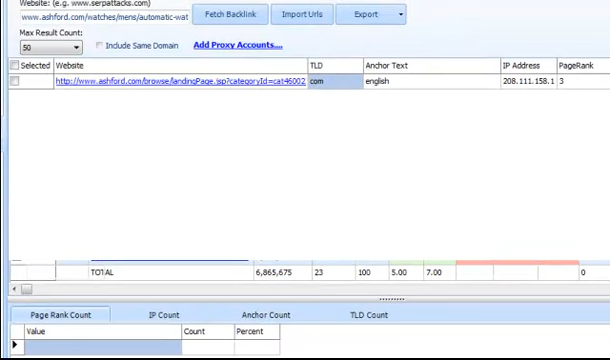 Website: (e.g. www.serpattacks.com)
www.ashford.com/watches/mens/automatic-wat
Fetch Backlink
Import Urls
Export
Max Result Count:
50
Include Same Domain
Add Proxy Accounts....
Selected Website TLD Anchor Text IP Address PageRank
http://www.ashford.com/browse/landingPage.jsp?categoryId=cat46002 com english 208.111.158.1 3
TOTAL 6,865,675 23 100 5.00 7.00 0
Page Rank Count IP Count Anchor Count TLD Count
Value Count Percent